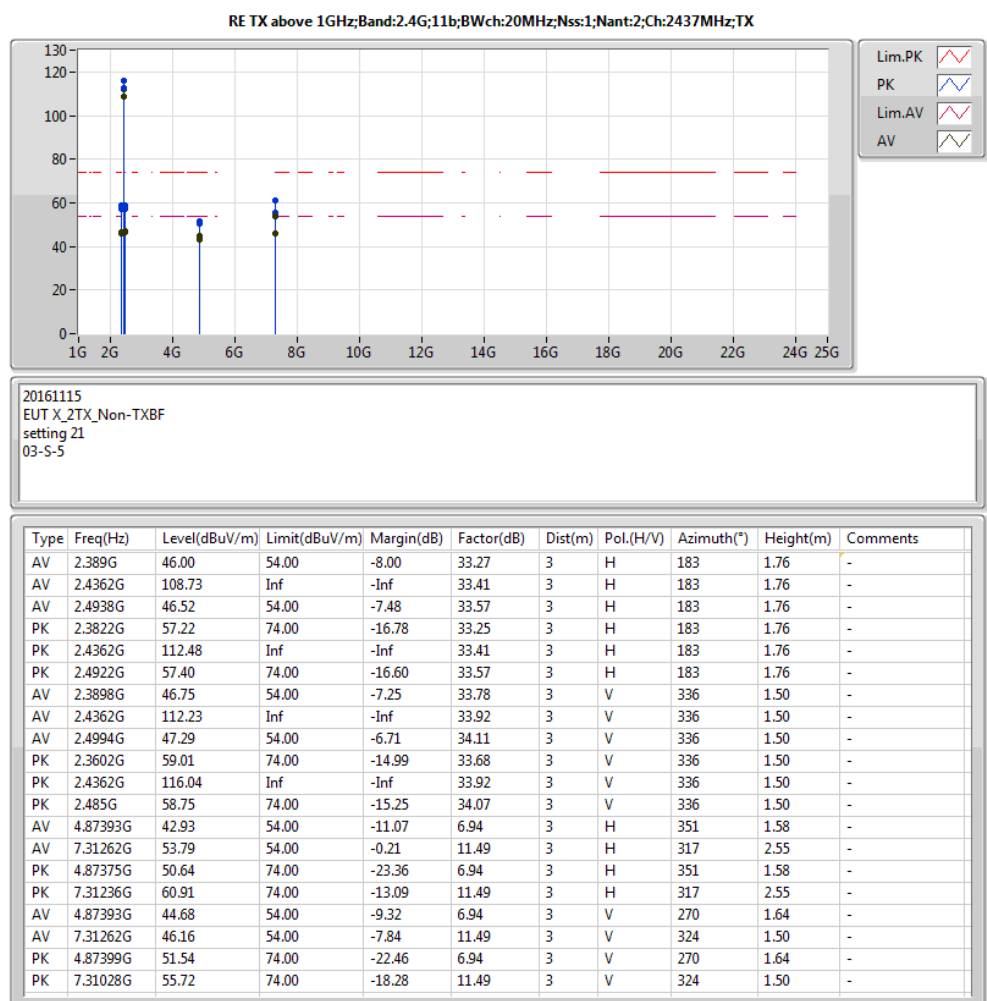 RE TX above 1GHz;Band:2.4G;11b;BWch:20MHz;Nss:1;Nant:2;Ch:2437MHz;TX
130
120
100
80
60
40
20
0
1G 2G 4G 6G 8G 10G 12G 14G 16G 18G 20G 22G 24G 25G
Lim.PK
PK
Lim.AV
AV
20161115
EUT X_2TX_Non-TXBF
setting 21
03-S-5
Type Freq(Hz) Level(dBuV/m) Limit(dBuV/m) Margin(dB) Factor(dB) Dist(m) Pol.(H/V) Azimuth(°) Height(m) Comments
AV 2.389G 46.00 54.00 -8.00 33.27 3 H 183 1.76 -
AV 2.4362G 108.73 Inf -Inf 33.41 3 H 183 1.76 -
AV 2.4938G 46.52 54.00 -7.48 33.57 3 H 183 1.76 -
PK 2.3822G 57.22 74.00 -16.78 33.25 3 H 183 1.76 -
PK 2.4362G 112.48 Inf -Inf 33.41 3 H 183 1.76 -
PK 2.4922G 57.40 74.00 -16.60 33.57 3 H 183 1.76 -
AV 2.3898G 46.75 54.00 -7.25 33.78 3 V 336 1.50 -
AV 2.4362G 112.23 Inf -Inf 33.92 3 V 336 1.50 -
AV 2.4994G 47.29 54.00 -6.71 34.11 3 V 336 1.50 -
PK 2.3602G 59.01 74.00 -14.99 33.68 3 V 336 1.50 -
PK 2.4362G 116.04 Inf -Inf 33.92 3 V 336 1.50 -
PK 2.485G 58.75 74.00 -15.25 34.07 3 V 336 1.50 -
AV 4.87393G 42.93 54.00 -11.07 6.94 3 H 351 1.58 -
AV 7.31262G 53.79 54.00 -0.21 11.49 3 H 317 2.55 -
PK 4.87375G 50.64 74.00 -23.36 6.94 3 H 351 1.58 -
PK 7.31236G 60.91 74.00 -13.09 11.49 3 H 317 2.55 -
AV 4.87393G 44.68 54.00 -9.32 6.94 3 V 270 1.64 -
AV 7.31262G 46.16 54.00 -7.84 11.49 3 V 324 1.50 -
PK 4.87399G 51.54 74.00 -22.46 6.94 3 V 270 1.64 -
PK 7.31028G 55.72 74.00 -18.28 11.49 3 V 324 1.50 -